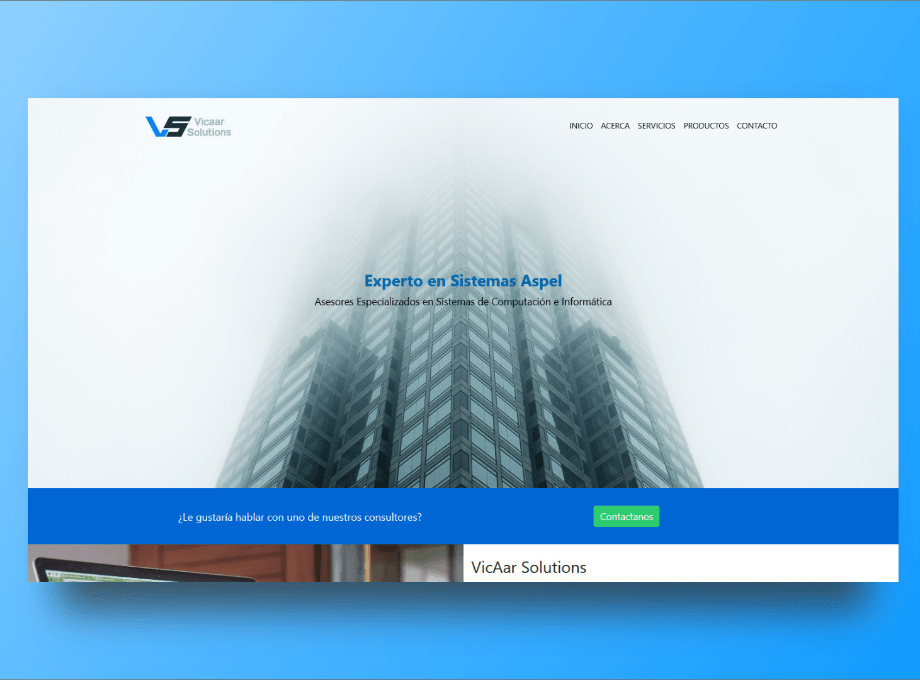 VS Vicaar
Solutions
INICIO ACERCA SERVICIOS PRODUCTOS CONTACTO
Experto en Sistemas Aspel
Asesores Especializados en Sistemas de Computación e Informática
¿Le gustaría hablar con uno de nuestros consultores?
Contactanos
VicAar Solutions